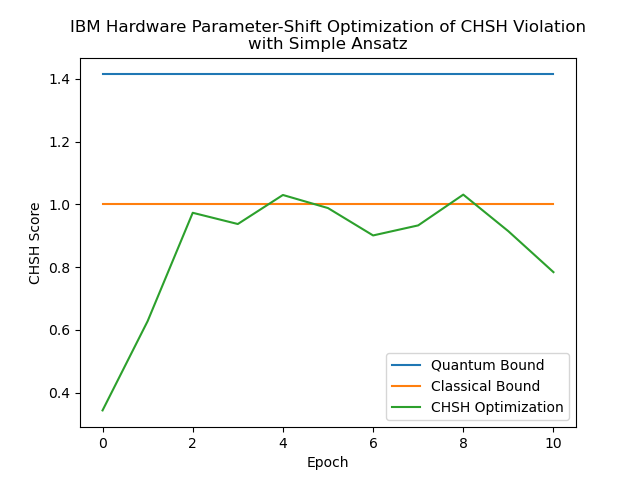 IBM Hardware Parameter-Shift Optimization of CHSH Violation
with Simple Ansatz
1.4
1.2
1.0
0.8
0.6
0.4
CHSH Score
Quantum Bound
Classical Bound
CHSH Optimization
0 2 4 6 8 10
Epoch